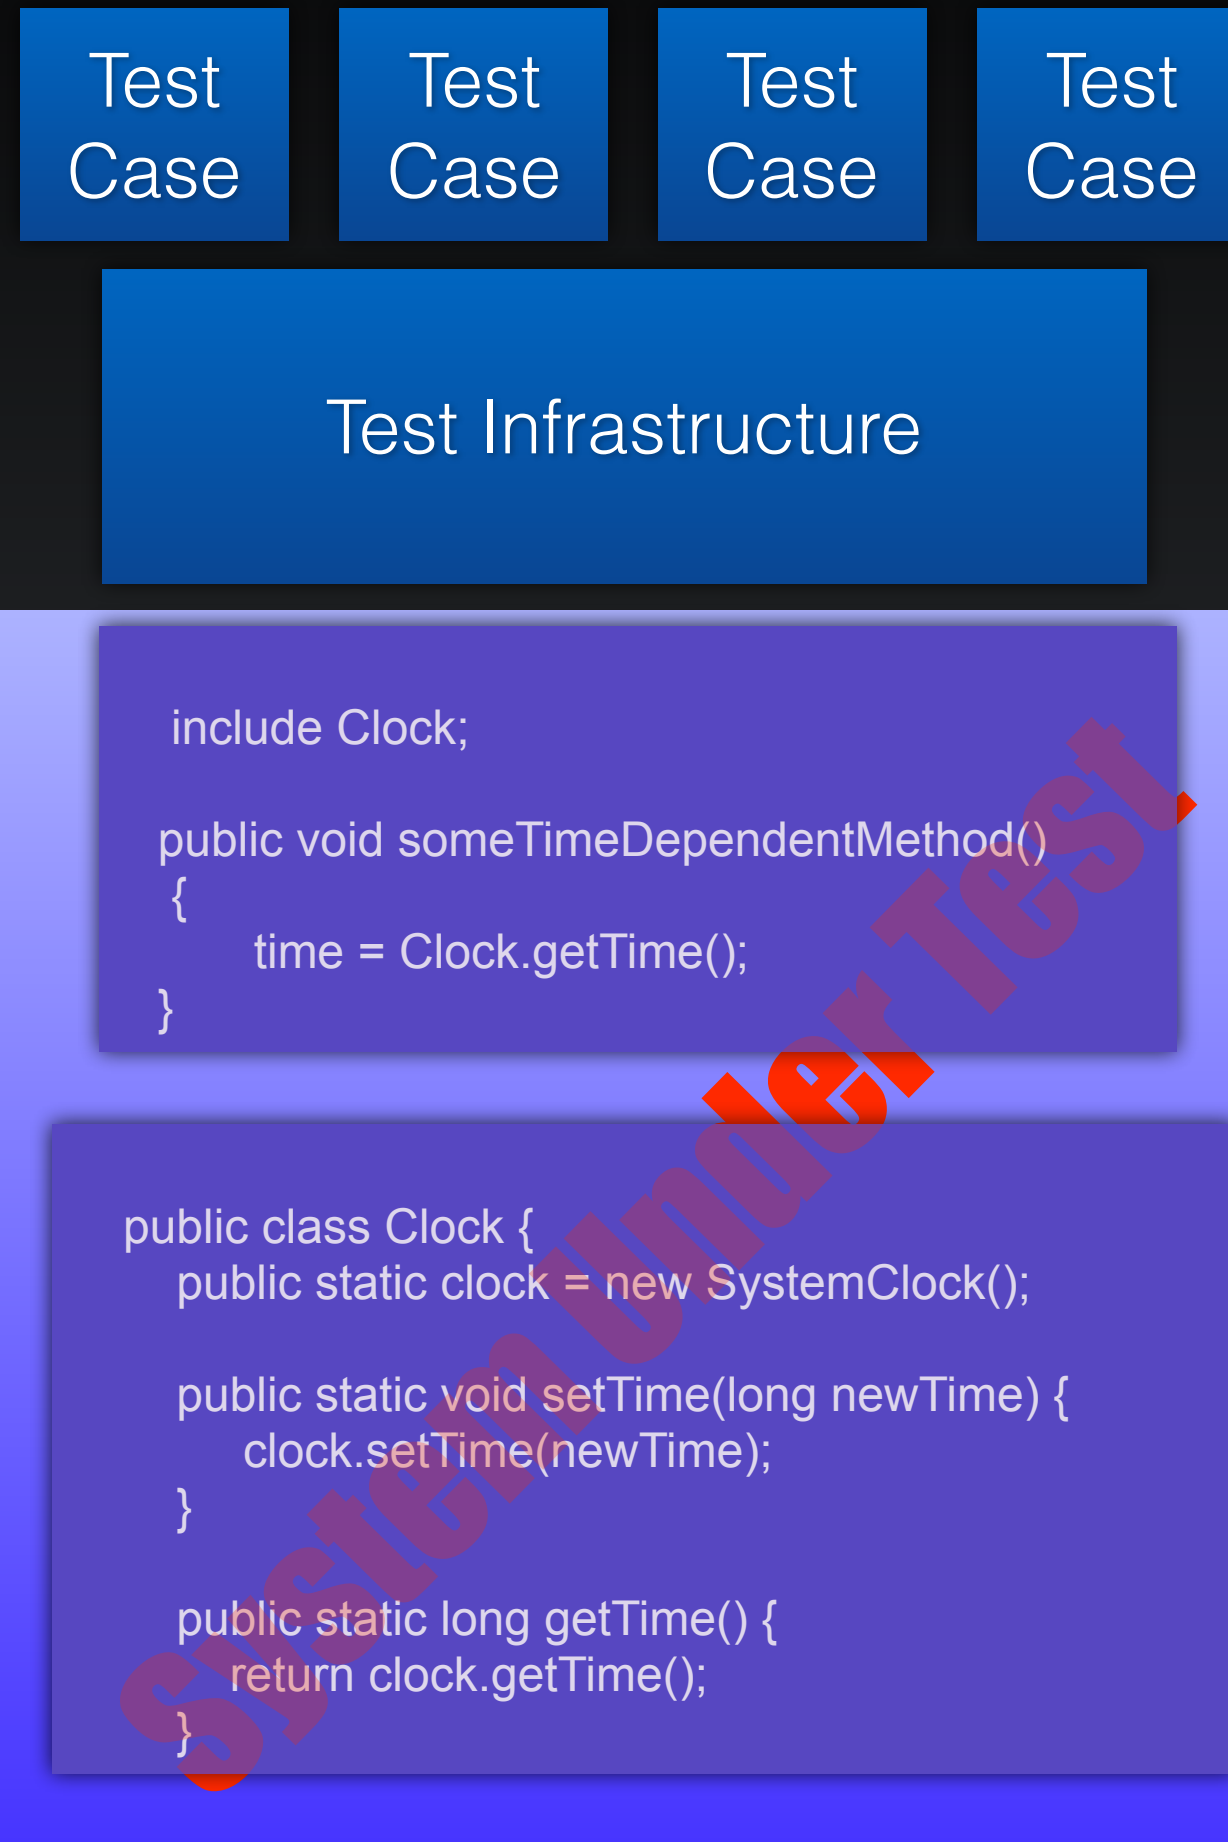 Test Test Test Test
Case Case Case Case
Test Infrastructure
include Clock;
public void someTimeDependentMethod()
{
time = Clock.getTime();
}
public class Clock {
public static clock = new SystemClock();
public static void setTime(long newTime) {
clock.setTime(newTime);
}
public static long getTime() {
return clock.getTime();
}
System Under Test